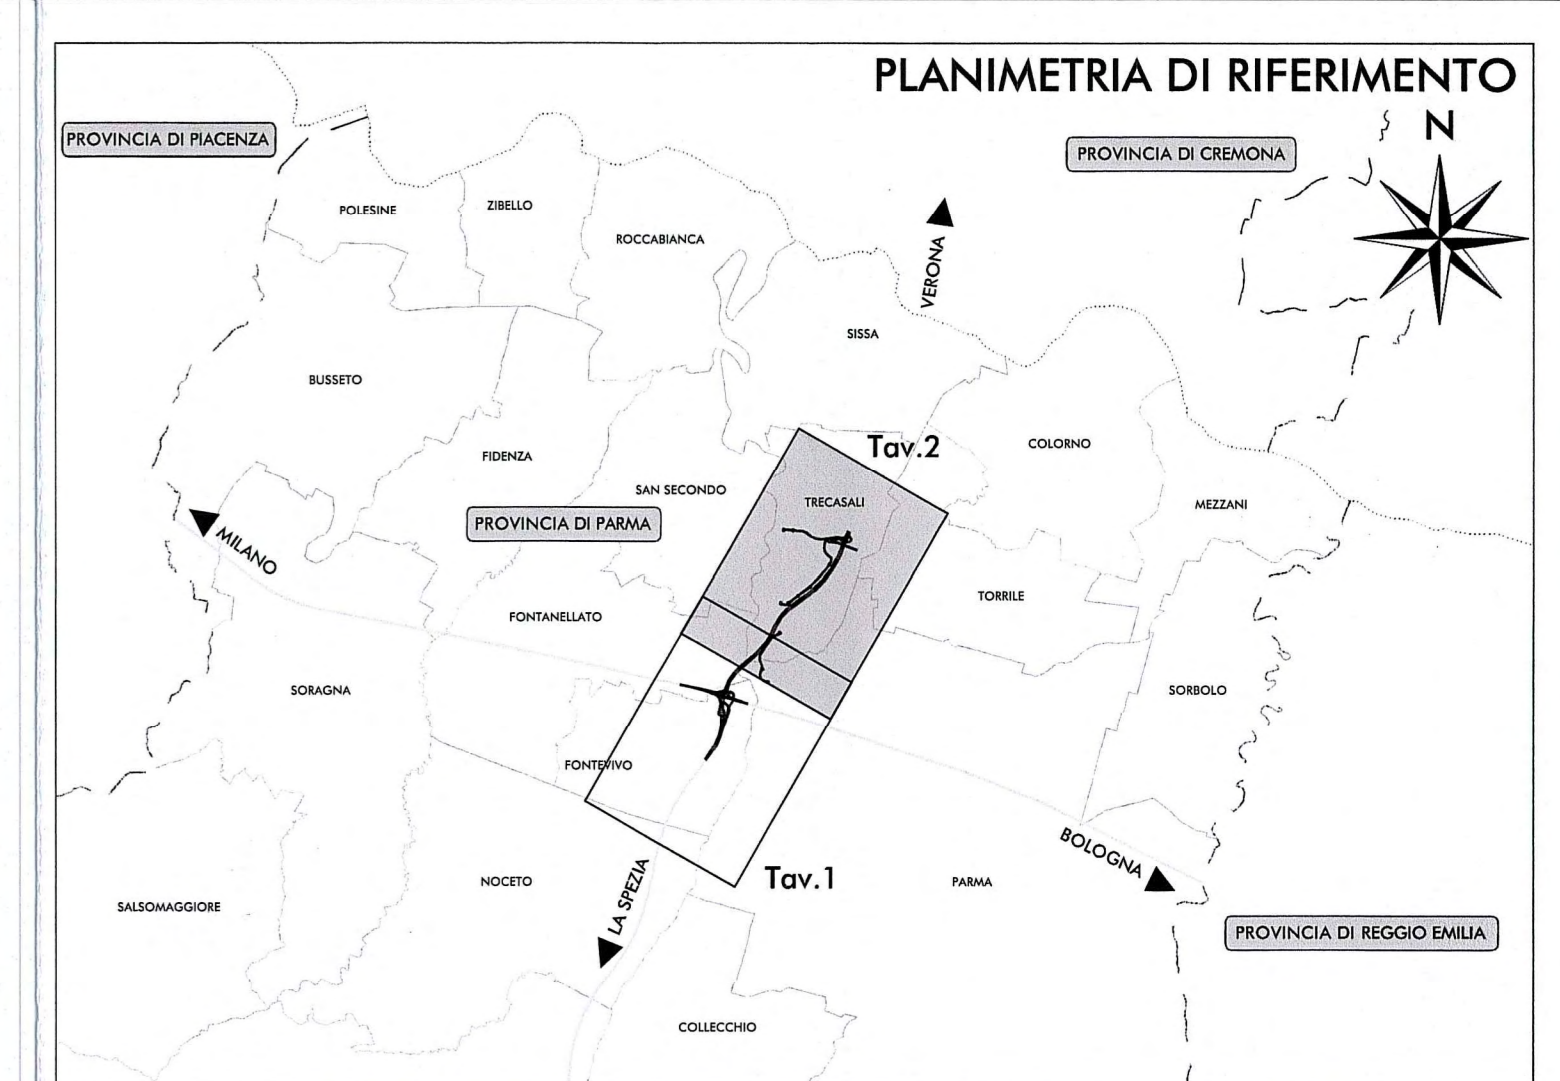 PLANIMETRIA DI RIFERIMENTO
N
PROVINCIA DI PIACENZA
PROVINCIA DI CREMONA
POLESINE
ZIBELLO
ROCCABIANCA
VERONA
SISSA
BUSSETO
COLORNO
Tav.2
FIDENZA
SAN SECONDO
TRECASALI
MEZZANI
PROVINCIA DI PARMA
MILANO
TORRILE
FONTANELLATO
SORAGNA
SORBOLO
FONTEVIVO
BOLOGNA
Tav.1
NOCETO
PARMA
LA SPEZIA
SALSOMAGGIORE
PROVINCIA DI REGGIO EMILIA
COLLECCHIO